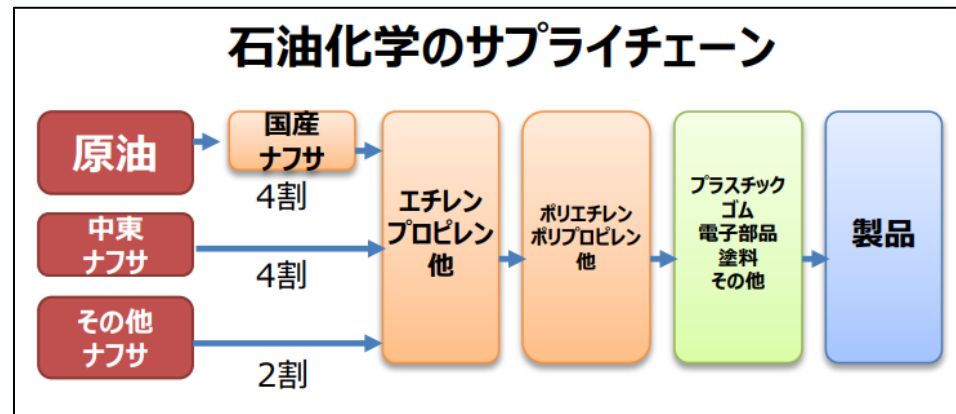 石油化学のサプライチェーン
原油
国産
ナフサ
4割
中東
ナフサ
4割
その他
ナフサ
2割
エチレン
プロピレン
他
ポリエチレン
ポリプロピレン
他
プラスチック
ゴム
電子部品
塗料
その他
製品